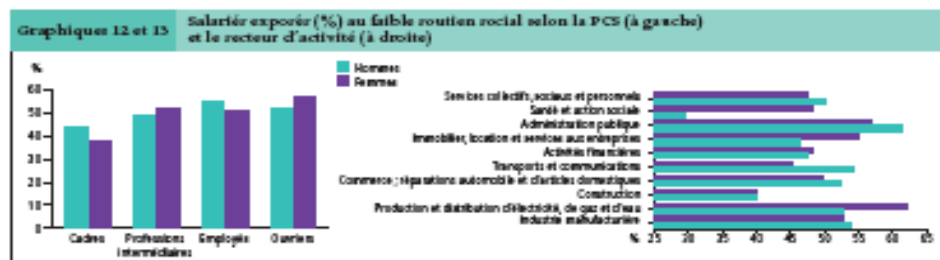 Graphiques 12 et 13
Salariés exposés (%) au faible soutien social selon la PCS (à gauche)
et le secteur d'activité (à droite)
%
Hommes
Femmes
60
50
40
30
20
10
0
Cadres
Professions
intermédiaires
Employés
Ouvriers
Services collectifs, sociaux et personnels
Santé et action sociale
Administration publique
Immobilier, location et services aux entreprises
Activités financières
Transports et communications
Commerce ; réparations automobile et d'articles domestiques
Construction
Production et distribution d'électricité, de gaz et d'eau
Industrie manufacturière
% 25 30 35 40 45 50 55 60 65